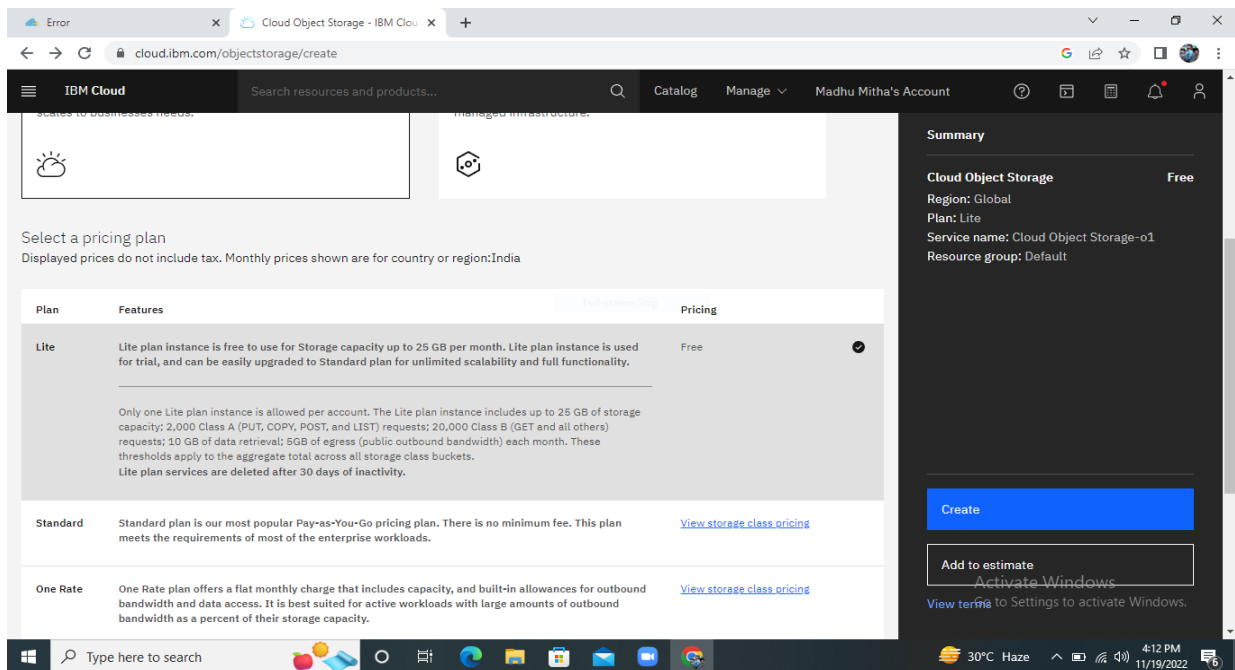 Error
Cloud Object Storage - IBM Clou
cloud.ibm.com/objectstorage/create
IBM Cloud
Search resources and products...
Catalog
Manage
Madhu Mitha's Account
scales to businesses needs.
managed infrastructure.
Select a pricing plan
Displayed prices do not include tax. Monthly prices shown are for country or region:India
Plan Features Pricing
Lite
Lite plan instance is free to use for Storage capacity up to 25 GB per month. Lite plan instance is used
for trial, and can be easily upgraded to Standard plan for unlimited scalability and full functionality.
Free
Only one Lite plan instance is allowed per account. The Lite plan instance includes up to 25 GB of storage
capacity; 2,000 Class A (PUT, COPY, POST, and LIST) requests; 20,000 Class B (GET and all others)
requests; 10 GB of data retrieval; 5GB of egress (public outbound bandwidth) each month. These
thresholds apply to the aggregate total across all storage class buckets.
Lite plan services are deleted after 30 days of inactivity.
Standard
Standard plan is our most popular Pay-as-You-Go pricing plan. There is no minimum fee. This plan
meets the requirements of most of the enterprise workloads.
View storage class pricing
One Rate
One Rate plan offers a flat monthly charge that includes capacity, and built-in allowances for outbound
bandwidth and data access. It is best suited for active workloads with large amounts of outbound
bandwidth as a percent of their storage capacity.
View storage class pricing
Summary
Cloud Object Storage Free
Region: Global
Plan: Lite
Service name: Cloud Object Storage-o1
Resource group: Default
Create
Add to estimate
View terms
Activate Windows
Go to Settings to activate Windows.
Type here to search
30°C Haze
4:12 PM
11/19/2022
6